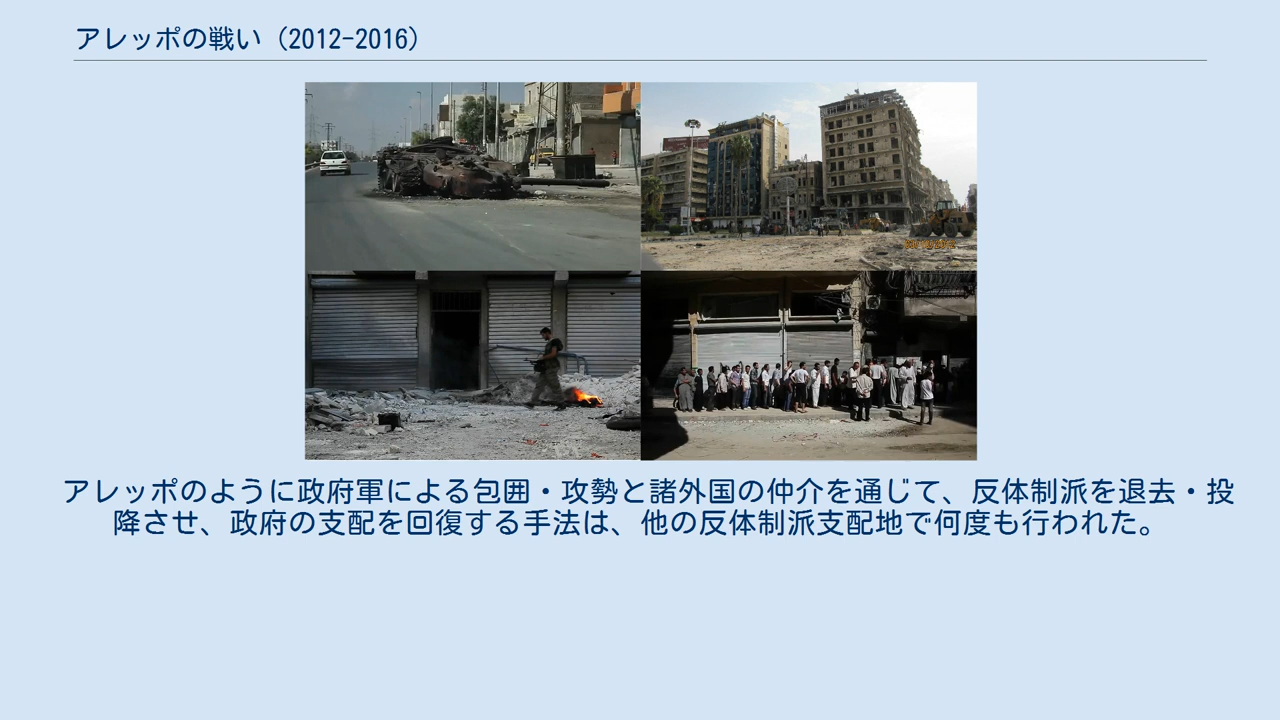 アレッポの戦い（2012-2016）
アレッポのように政府軍による包囲・攻勢と諸外国の仲介を通じて、反体制派を退去・投
降させ、政府の支配を回復する手法は、他の反体制派支配地で何度も行われた。